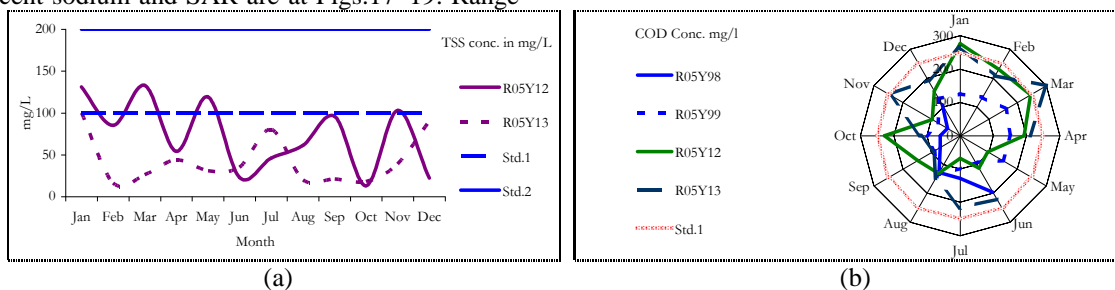 cent sodium and SAR are at Figs.17–19. Range
TSS conc. in mg/L
200
150
100
50
0
mg/L
Jan Feb Mar Apr May Jun Jul Aug Sep Oct Nov Dec
Month
R05Y12
R05Y13
Std.1
Std.2
(a)
COD Conc. mg/l
R05Y98
R05Y99
R05Y12
R05Y13
Std.1
300
0
Jan
Feb
Mar
Apr
May
Jun
Jul
Aug
Sep
Oct
Nov
Dec
(b)